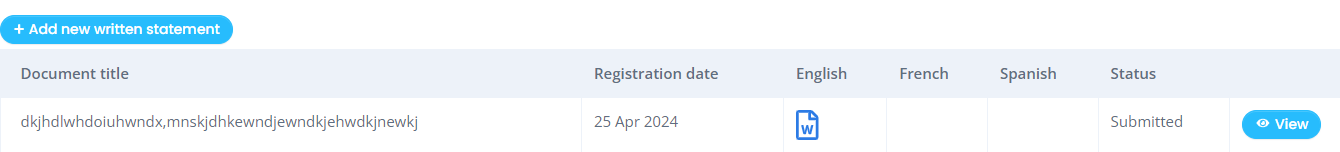 + Add new written statement
Document title Registration date English French Spanish Status
dkjhdlwhdoiuhwndx,mnskjdhkewndjewndkjehwdkjnewkj 25 Apr 2024 W Submitted View